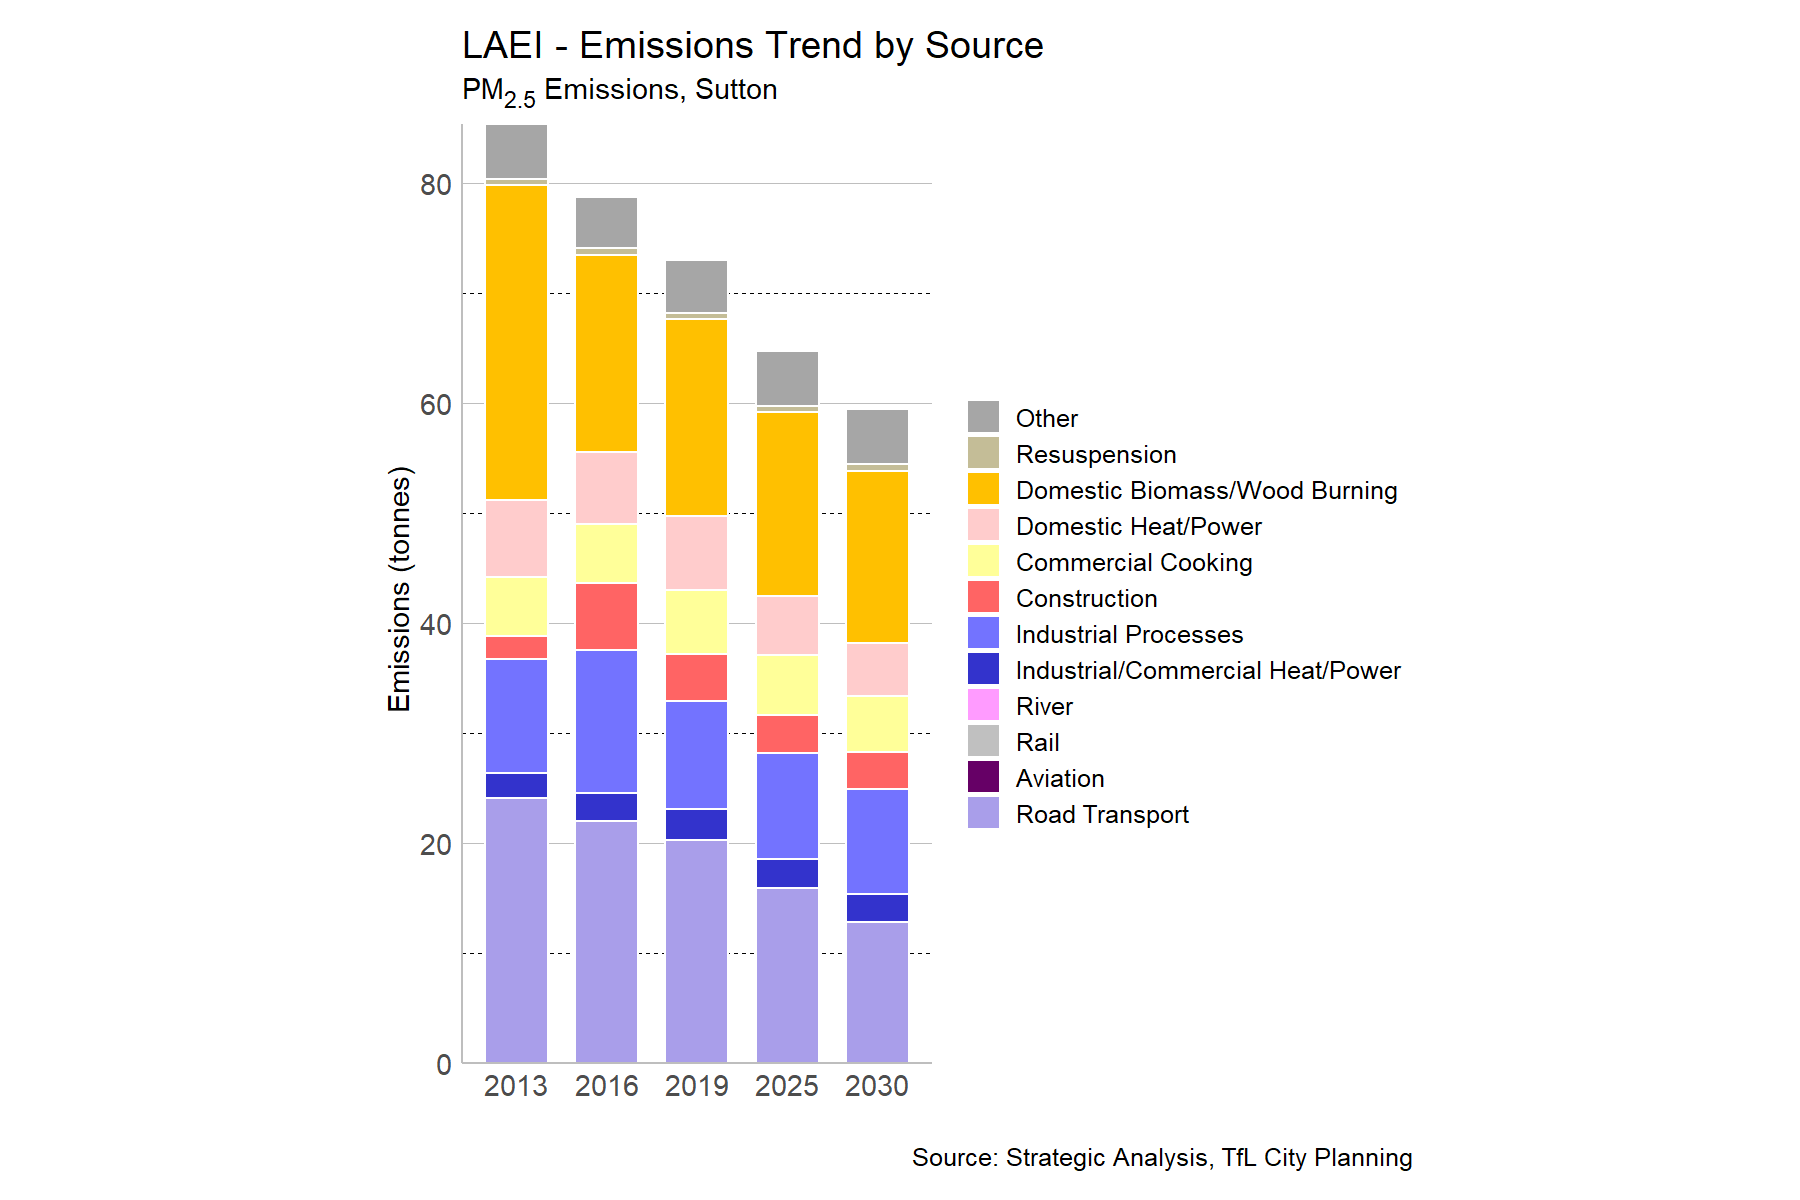 LAEI - Emissions Trend by Source
PM2.5 Emissions, Sutton
Emissions (tonnes)
80
60
40
20
0
2013 2016 2019 2025 2030
Other
Resuspension
Domestic Biomass/Wood Burning
Domestic Heat/Power
Commercial Cooking
Construction
Industrial Processes
Industrial/Commercial Heat/Power
River
Rail
Aviation
Road Transport
Source: Strategic Analysis, TfL City Planning